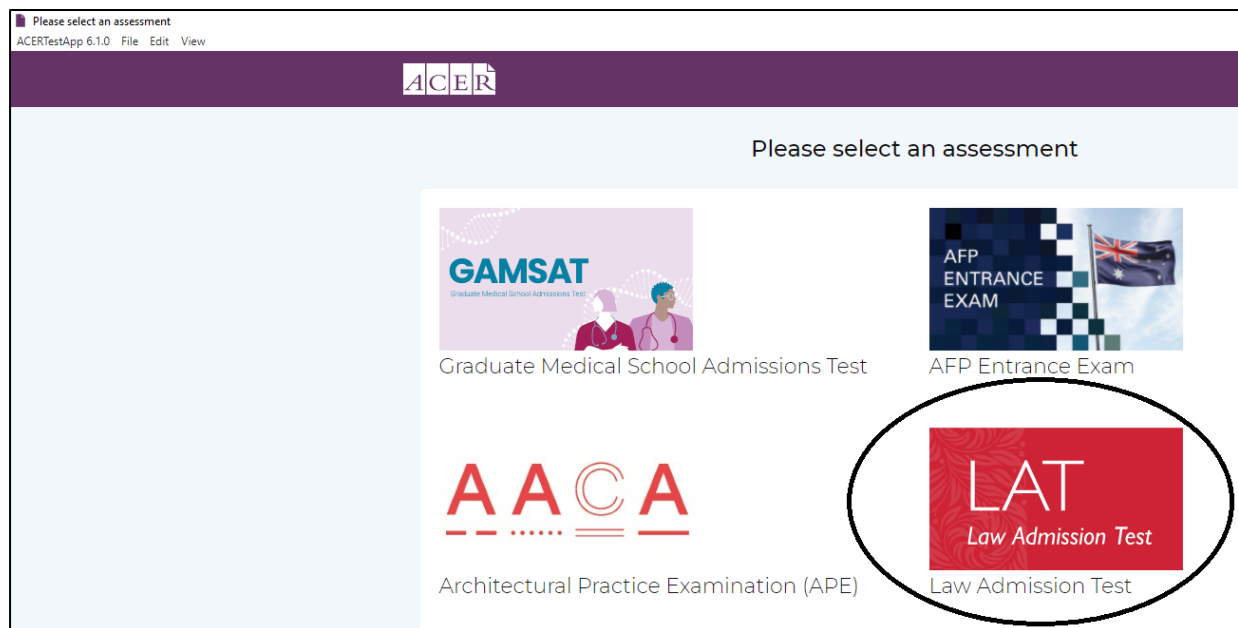 Please select an assessment
ACERTestApp 6.1.0 File Edit View
ACER
Please select an assessment
GAMSAT
Graduate Medical School Admissions Test
AFP
ENTRANCE
EXAM
Graduate Medical School Admissions Test
AFP Entrance Exam
AACA
LAT
Law Admission Test
Architectural Practice Examination (APE)
Law Admission Test